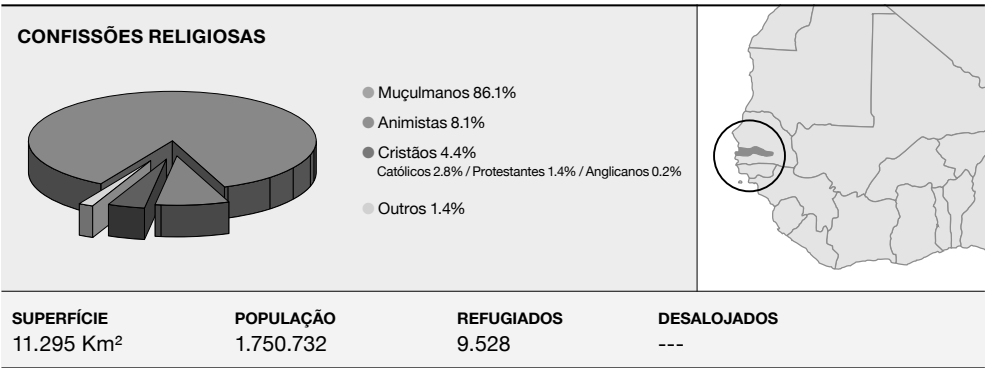 CONFISSÕES RELIGIOSAS
Muçulmanos 86.1%
Animistas 8.1%
Cristãos 4.4%
Católicos 2.8% / Protestantes 1.4% / Anglicanos 0.2%
Outros 1.4%
SUPERFÍCIE
11.295 Km²
POPULAÇÃO
1.750.732
REFUGIADOS
9.528
DESALOJADOS
---